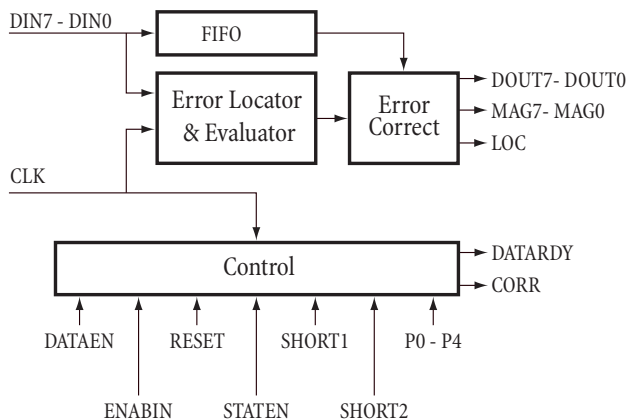 DIN7 - DIN0
FIFO
Error Locator
& Evaluator
Error
Correct
DOUT7- DOUT0
MAG7- MAG0
LOC
CLK
Control
DATARDY
CORR
DATAEN
RESET
SHORT1
P0 - P4
ENABIN
STATEN
SHORT2